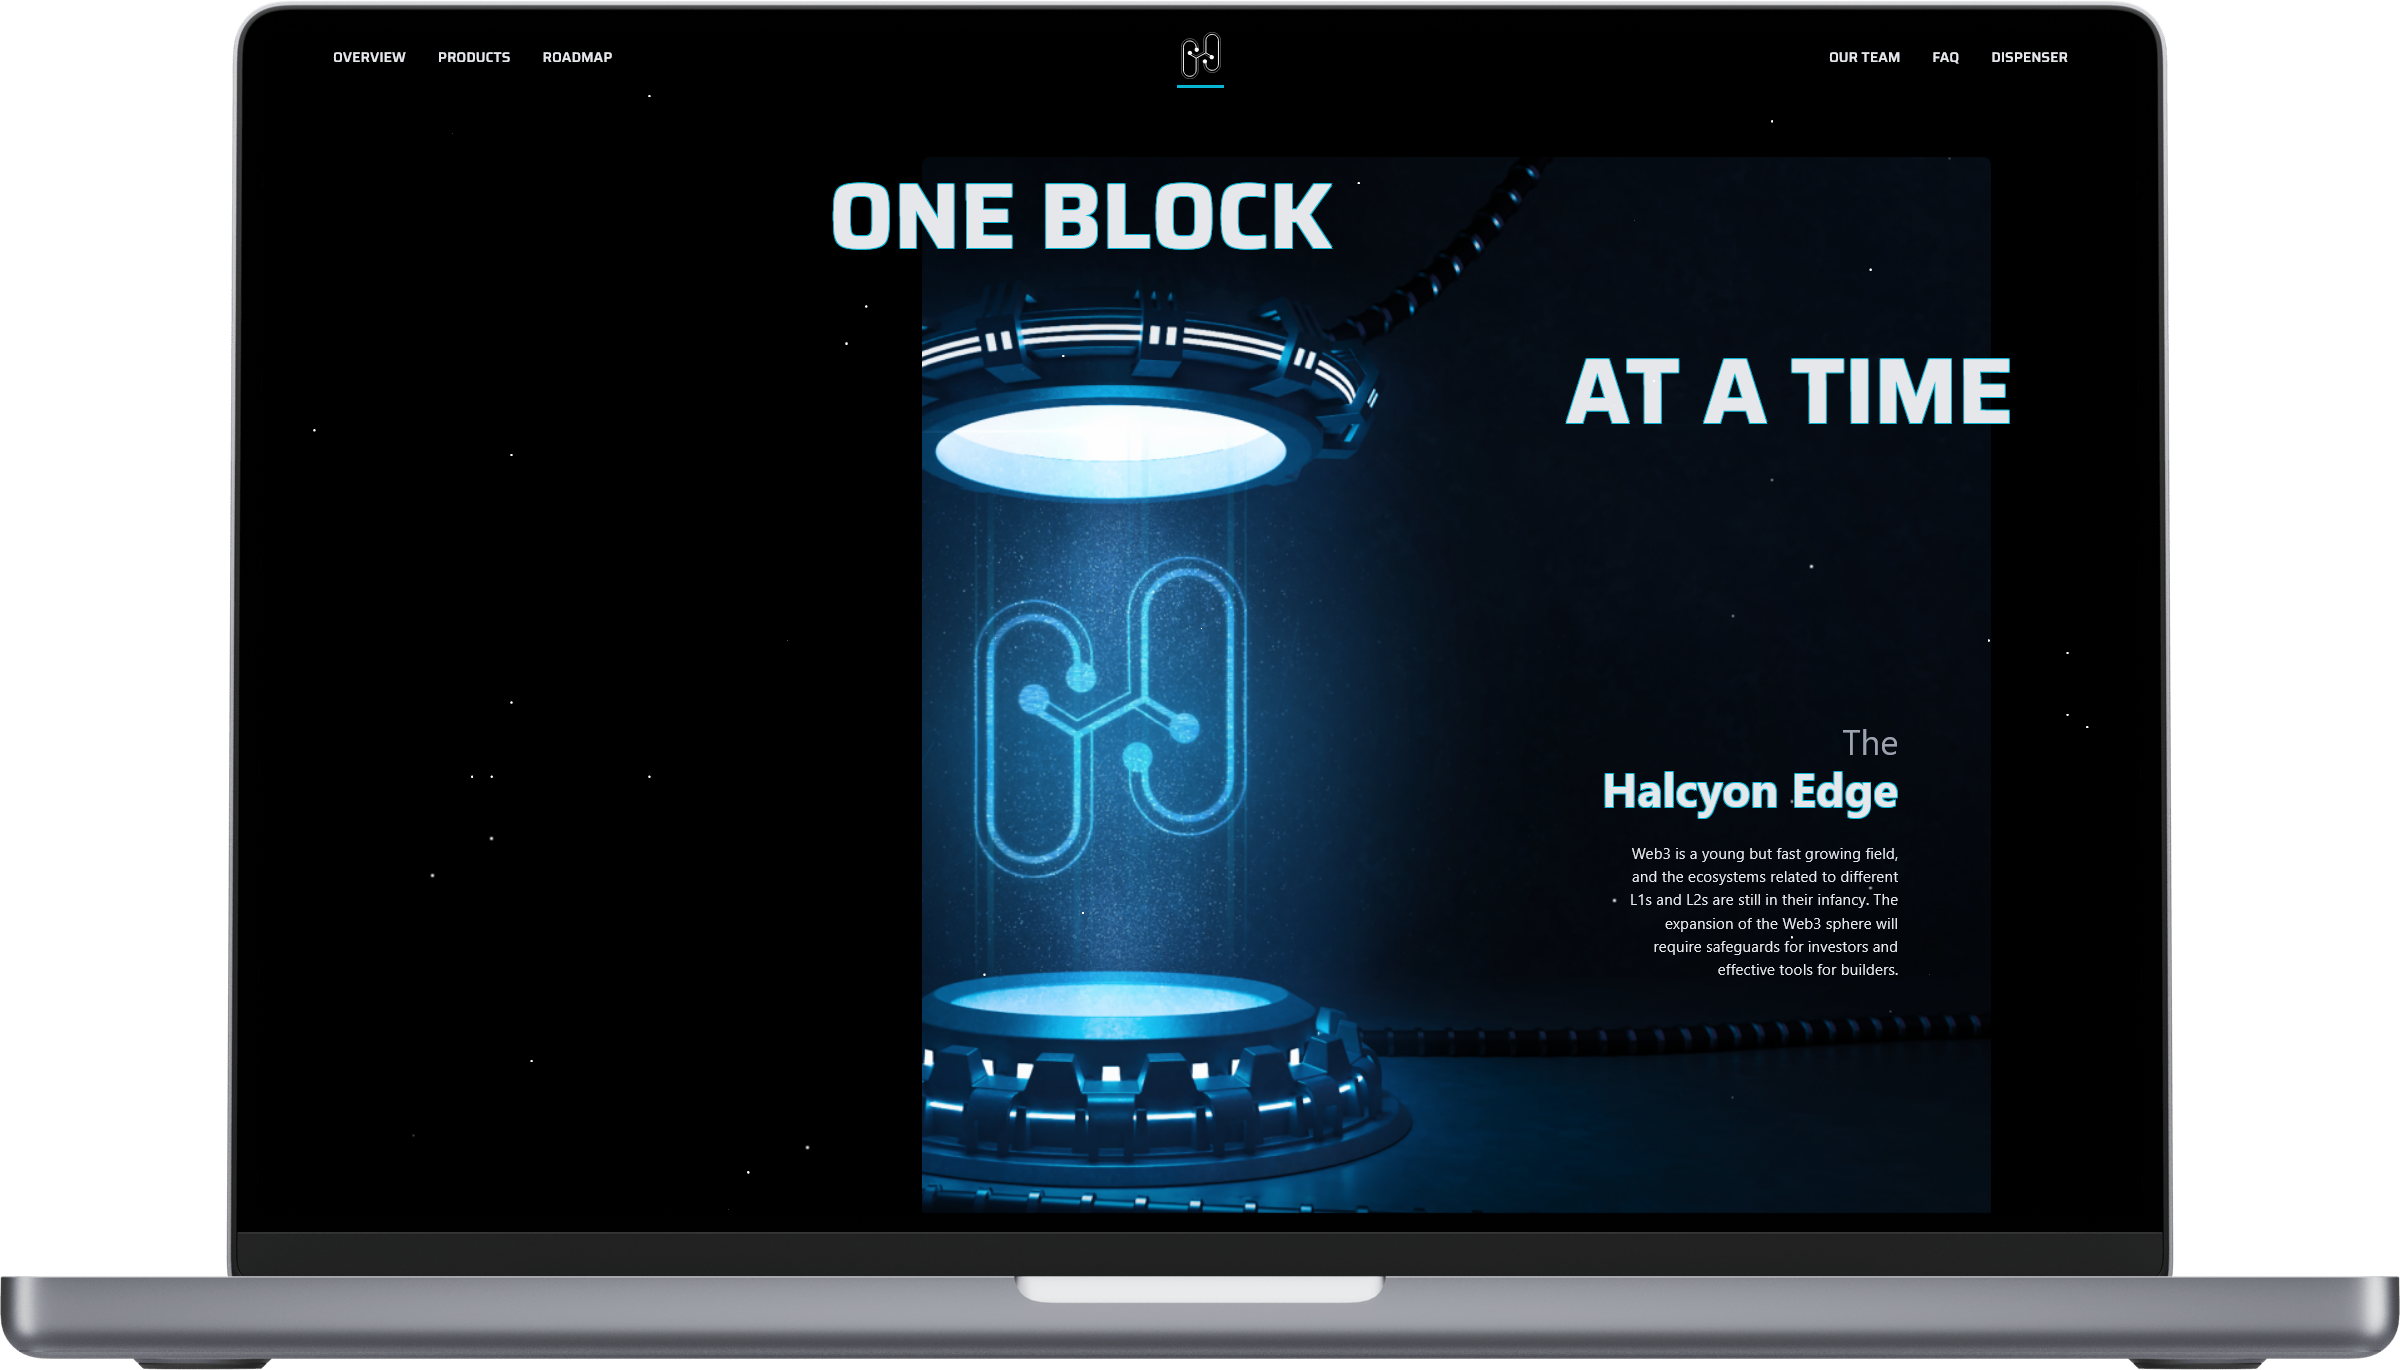 OVERVIEW PRODUCTS ROADMAP OUR TEAM FAQ DISPENSER
ONE BLOCK
AT A TIME
The
Halcyon Edge
Web3 is a young but fast growing field,
and the ecosystems related to different
L1s and L2s are still in their infancy. The
expansion of the Web3 sphere will
require safeguards for investors and
effective tools for builders.